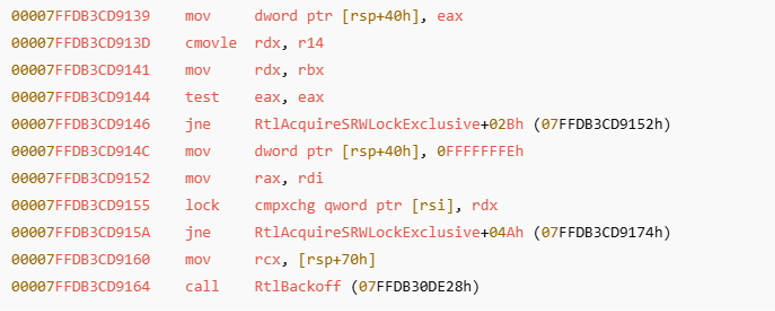 00007FFDB3CD9139 mov dword ptr [rsp+40h], eax
00007FFDB3CD913D cmovle rdx, r14
00007FFDB3CD9141 mov rdx, rbx
00007FFDB3CD9144 test eax, eax
00007FFDB3CD9146 jne RtlAcquireSRWLockExclusive+02Bh (07FFDB3CD9152h)
00007FFDB3CD914C mov dword ptr [rsp+40h], 0FFFFFFFEh
00007FFDB3CD9152 mov rax, rdi
00007FFDB3CD9155 lock cmpxchg qword ptr [rsi], rdx
00007FFDB3CD915A jne RtlAcquireSRWLockExclusive+04Ah (07FFDB3CD9174h)
00007FFDB3CD9160 mov rcx, [rsp+70h]
00007FFDB3CD9164 call RtlBackoff (07FFDB30DE28h)